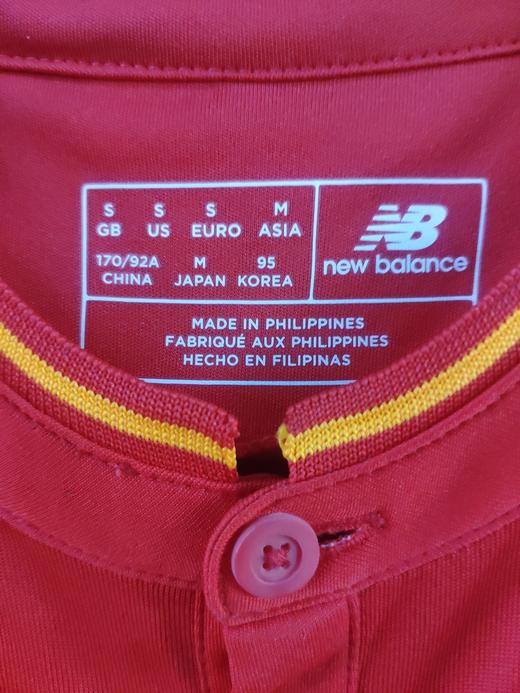 S S S M
GB US EURO ASIA
170/92A M 95
CHINA JAPAN KOREA
NB
new balance
MADE IN PHILIPPINES
FABRIQUÉ AUX PHILIPPINES
HECHO EN FILIPINAS